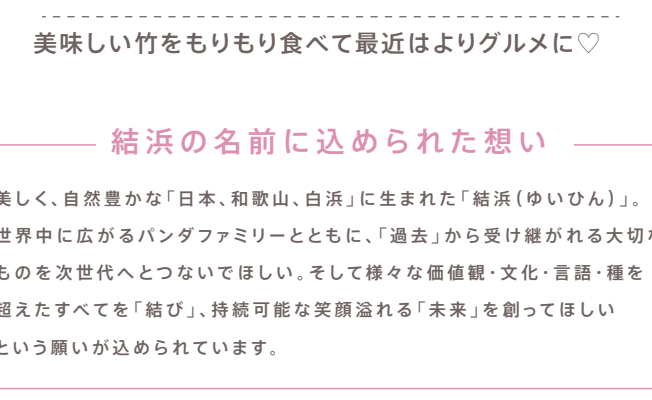 美味しい竹をもりもり食べて最近はよりグルメに♡
結浜の名前に込められた想い
美しく、自然豊かな「日本、和歌山、白浜」に生まれた「結浜（ゆいひん）」。
世界中に広がるパンダファミリーとともに、「過去」から受け継がれる大切な
ものを次世代へとつないでほしい。そして様々な価値観・文化・言語・種を
超えたすべてを「結び」、持続可能な笑顔溢れる「未来」を創ってほしい
という願いが込められています。